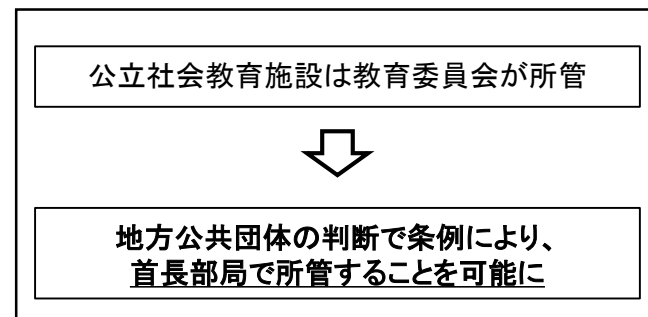 公立社会教育施設は教育委員会が所管
地方公共団体の判断で条例により、
首長部局で所管することを可能に